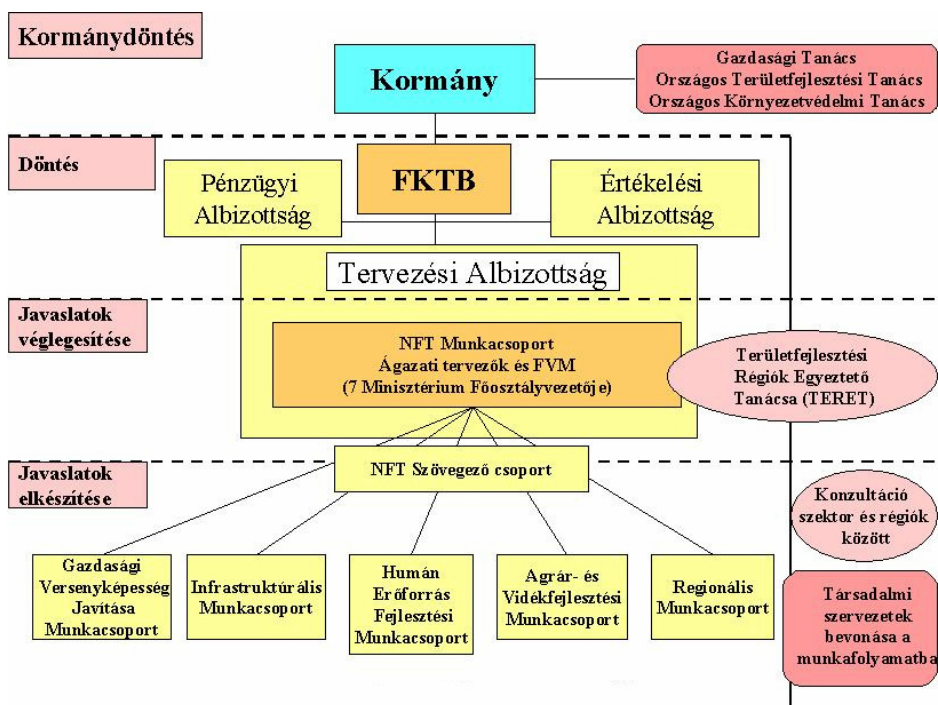 Kormánydöntés
Kormány
Gazdasági Tanács
Országos Területfejlesztési Tanács
Országos Környezetvédelmi Tanács
Döntés
Pénzügyi
Albizottság
FKTB
Értékelési
Albizottság
Tervezési Albizottság
Javaslatok
véglegesítése
NFT Munkacsoport
Ágazati tervezők és FVM
(7 Minisztérium Főosztályvezetője)
Területfejlesztési
Régiók Egyeztető
Tanácsa (TERET)
Javaslatok
elkészítése
NFT Szövegező csoport
Konzultáció
szektor és régiók
között
Gazdasági
Versenyképesség
Javítása
Munkacsoport
Infrastruktúrális
Munkacsoport
Humán
Erőforrás
Fejlesztési
Munkacsoport
Agrár- és
Vidékfejlesztési
Munkacsoport
Regionális
Munkacsoport
Társadalmi
szervezetek
bevonása a
munkafolyamatba